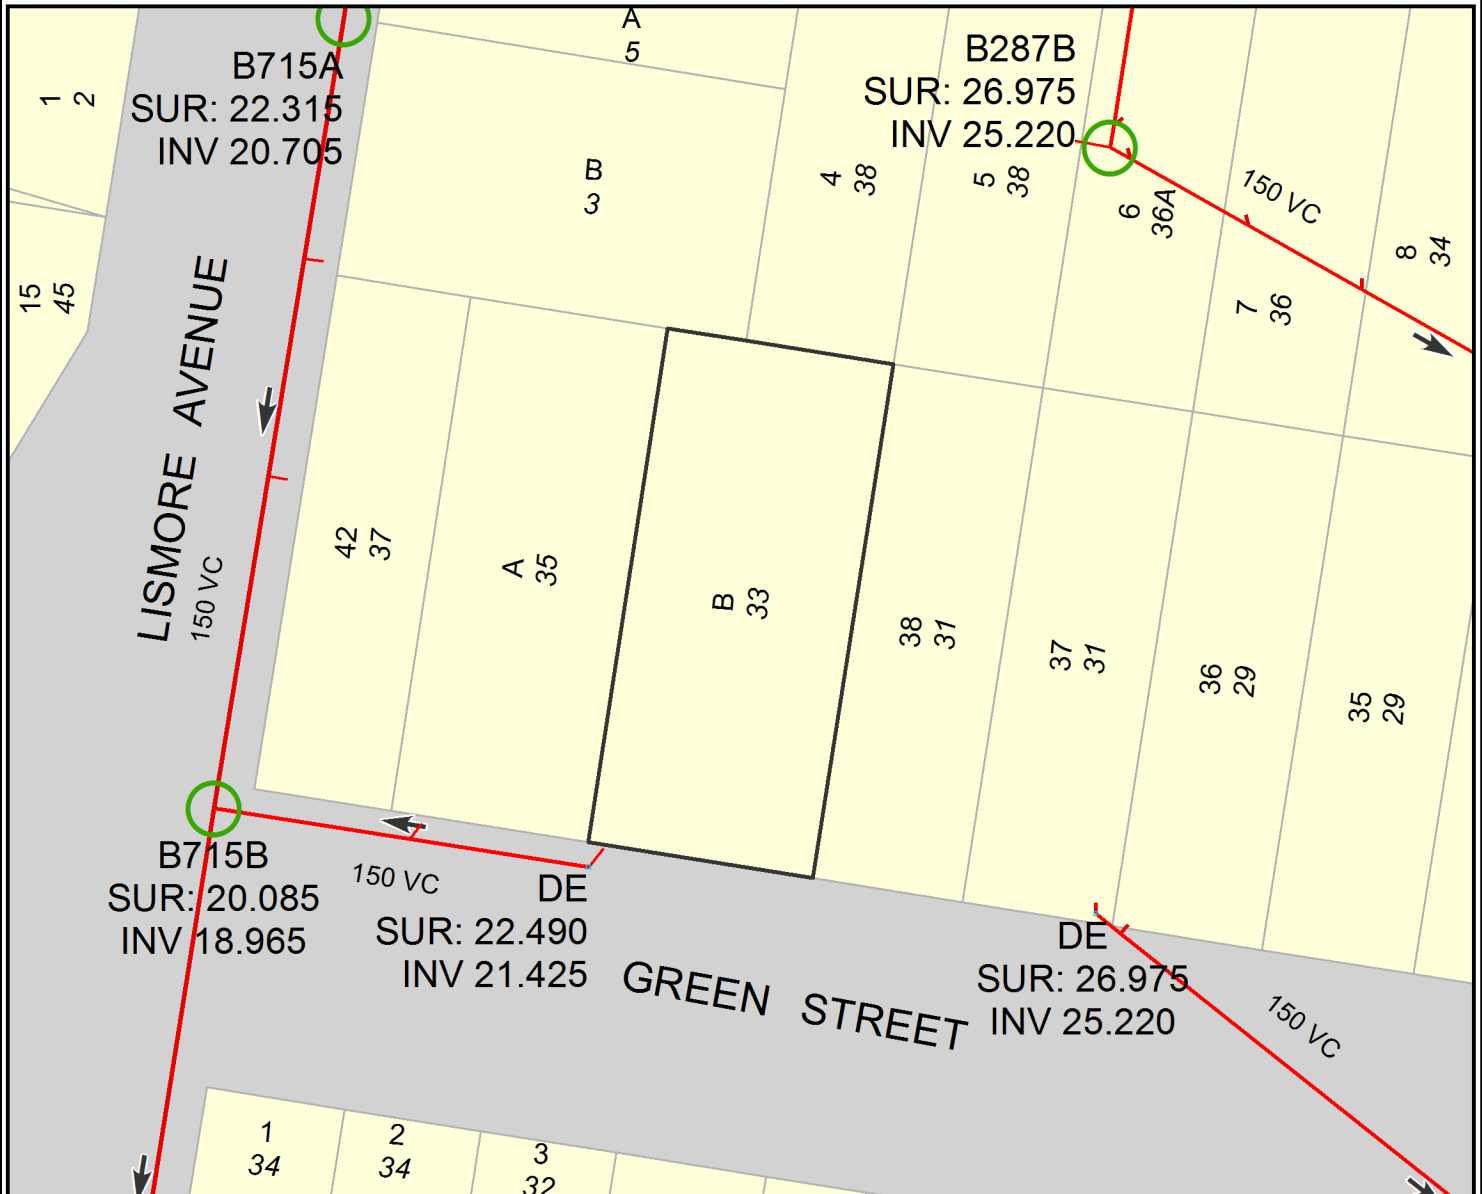 A
5
B715A
SUR: 22.315
INV 20.705
B287B
SUR: 26.975
INV 25.220
1
2
B
3
4
38
5
38
6
36A
150 VC
8
34
15
45
7
36
LISMORE AVENUE
150 VC
42
37
A
35
B
33
38
31
37
31
36
29
35
29
B715B
SUR: 20.085
INV 18.965
150 VC
DE
SUR: 22.490
INV 21.425
GREEN STREET
DE
SUR: 26.975
INV 25.220
150 VC
1
34
2
34
3
32